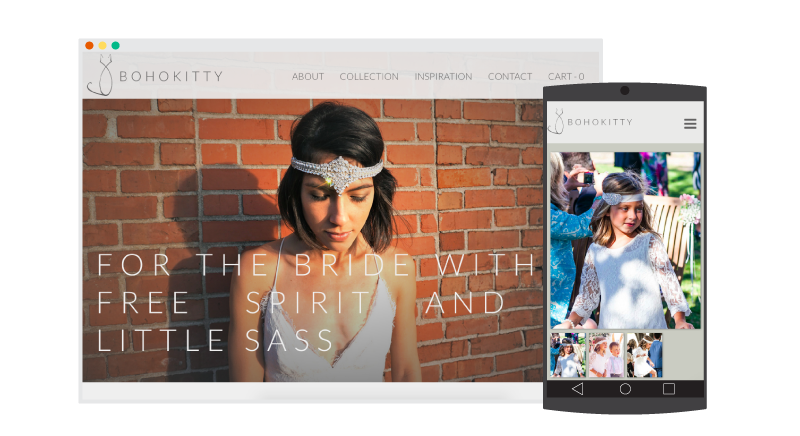 BOHOKITTY
ABOUT COLLECTION INSPIRATION CONTACT CART - 0
FOR THE BRIDE WITH
FREE SPIRIT AND
LITTLE SASS
BOHOKITTY